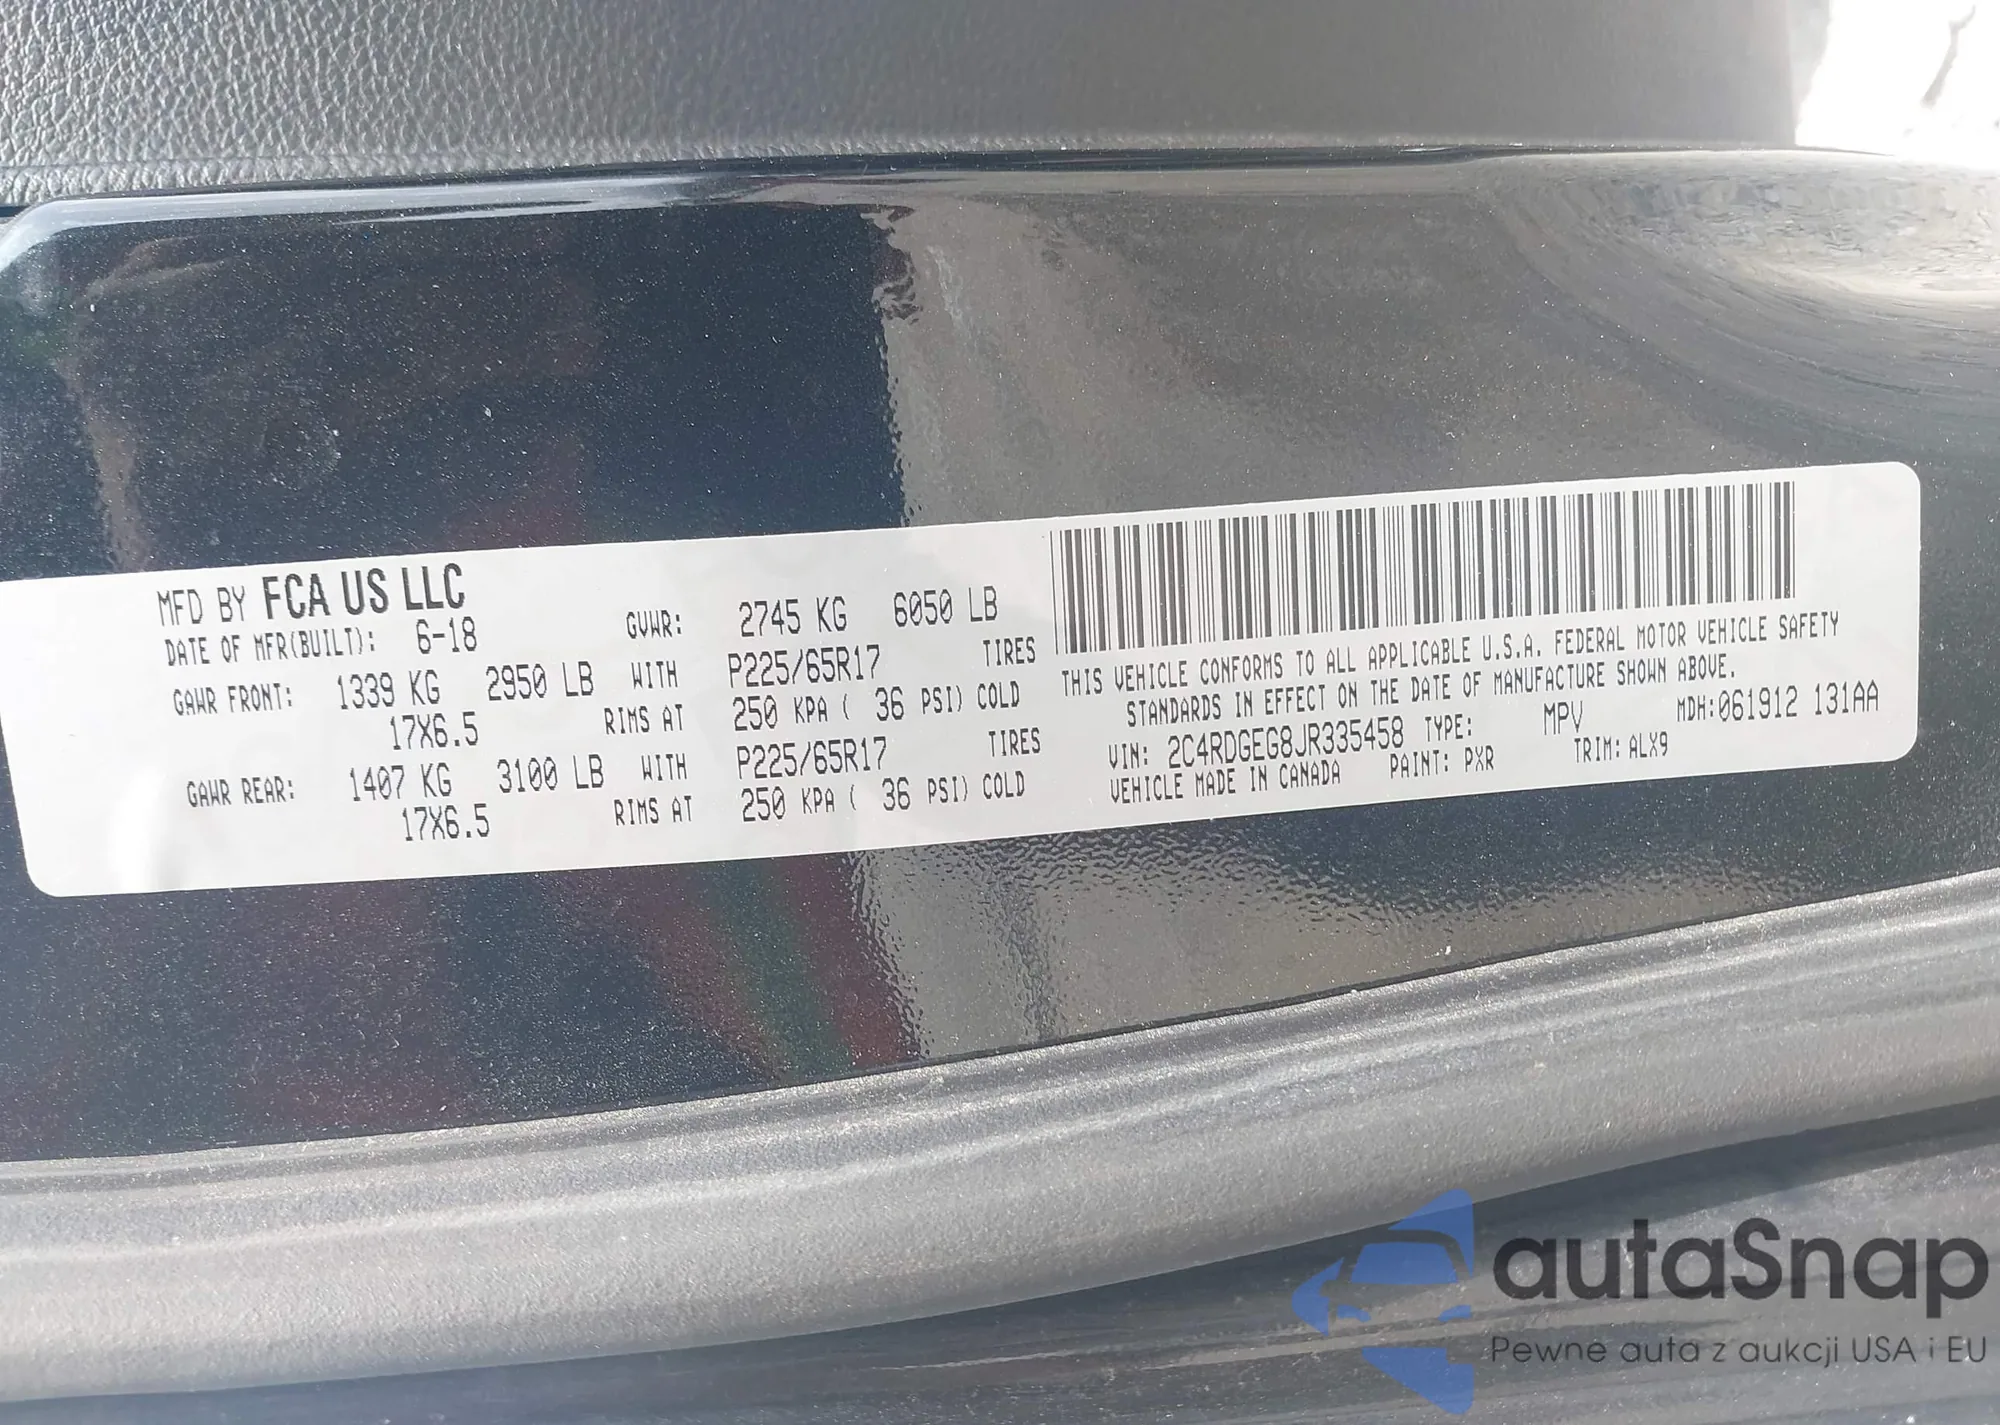 MFD BY FCA US LLC
DATE OF MFR(BUILT): 6-18 GVWR: 2745 KG 6050 LB
GAWR FRONT: 1339 KG 2950 LB WITH P225/65R17 TIRES
17X6.5 RIMS AT 250 KPA ( 36 PSI) COLD
GAWR REAR: 1407 KG 3100 LB WITH P225/65R17 TIRES
17X6.5 RIMS AT 250 KPA ( 36 PSI) COLD
THIS VEHICLE CONFORMS TO ALL APPLICABLE U.S.A. FEDERAL MOTOR VEHICLE SAFETY
STANDARDS IN EFFECT ON THE DATE OF MANUFACTURE SHOWN ABOVE.
VIN: 2C4RDGEG8JR335458 TYPE: MPV MDH:061912 131AA
VEHICLE MADE IN CANADA PAINT: PXR TRIM: ALX9
autaSnap
Pewne auta z aukcji USA i EU